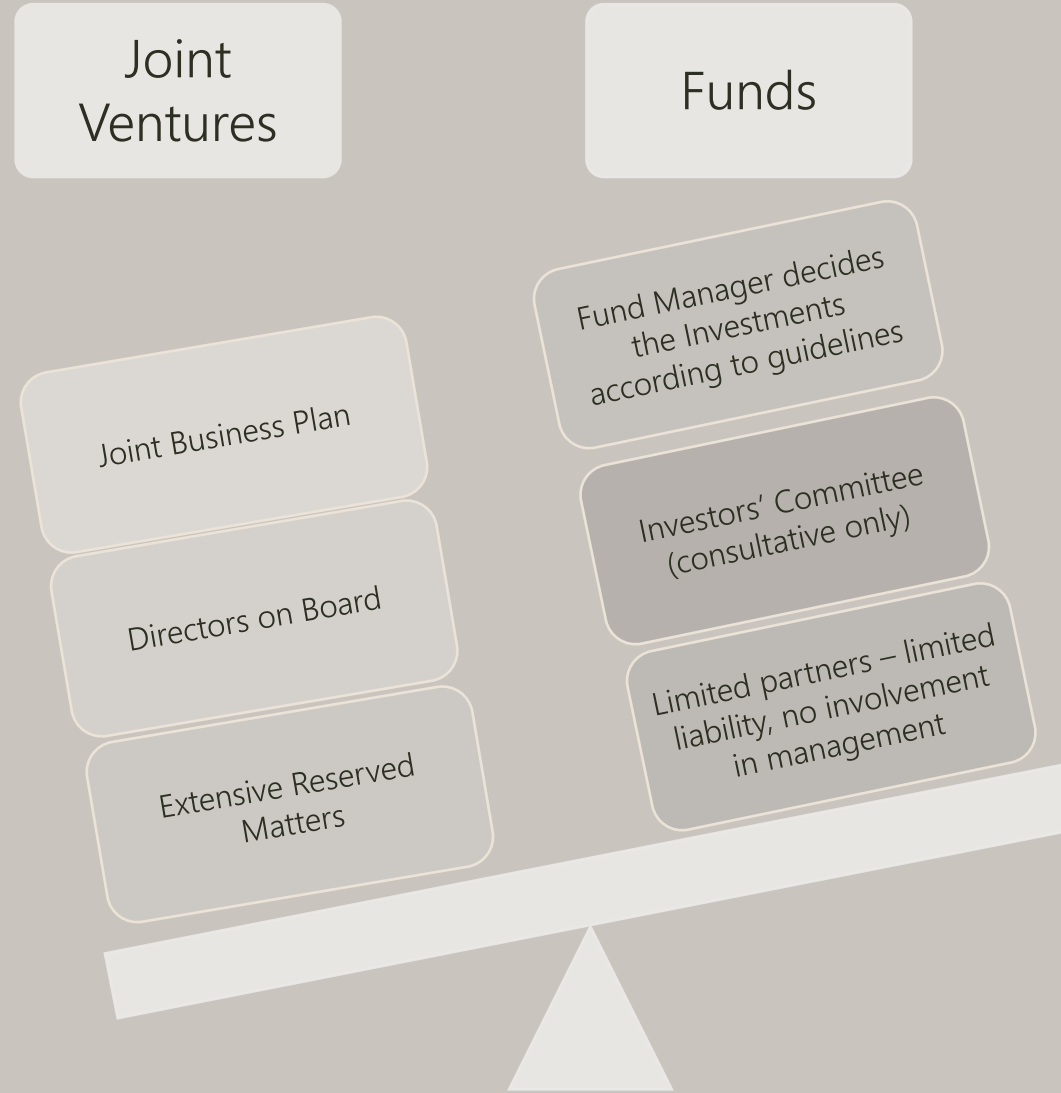 Joint
Ventures
Funds
Joint Business Plan
Directors on Board
Extensive Reserved
Matters
Fund Manager decides
the Investments
according to guidelines
Investors’ Committee
(consultative only)
Limited partners – limited
liability, no involvement
in management